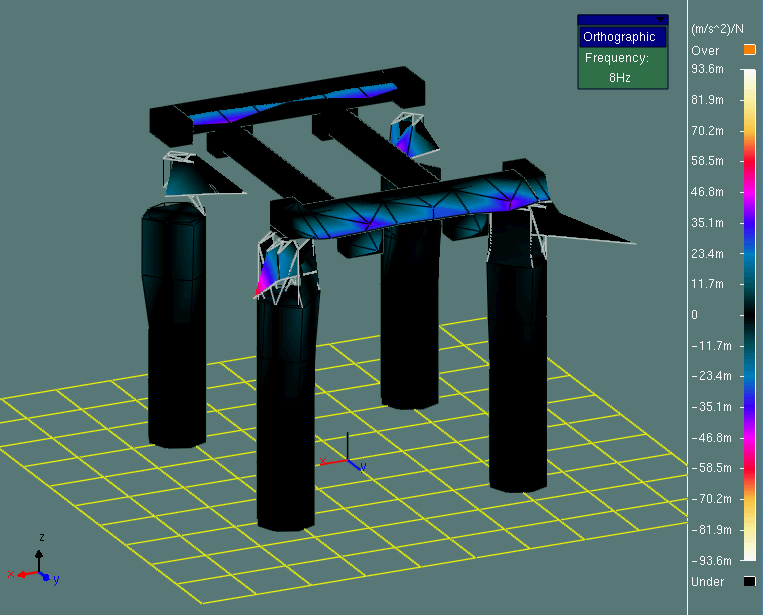 Orthographic
Frequency:
8Hz
(m/s^2)/N
Over
93.6m
81.9m
70.2m
58.5m
46.8m
35.1m
23.4m
11.7m
0
-11.7m
-23.4m
-35.1m
-46.8m
-58.5m
-70.2m
-81.9m
-93.6m
Under
x
y
z
x
y